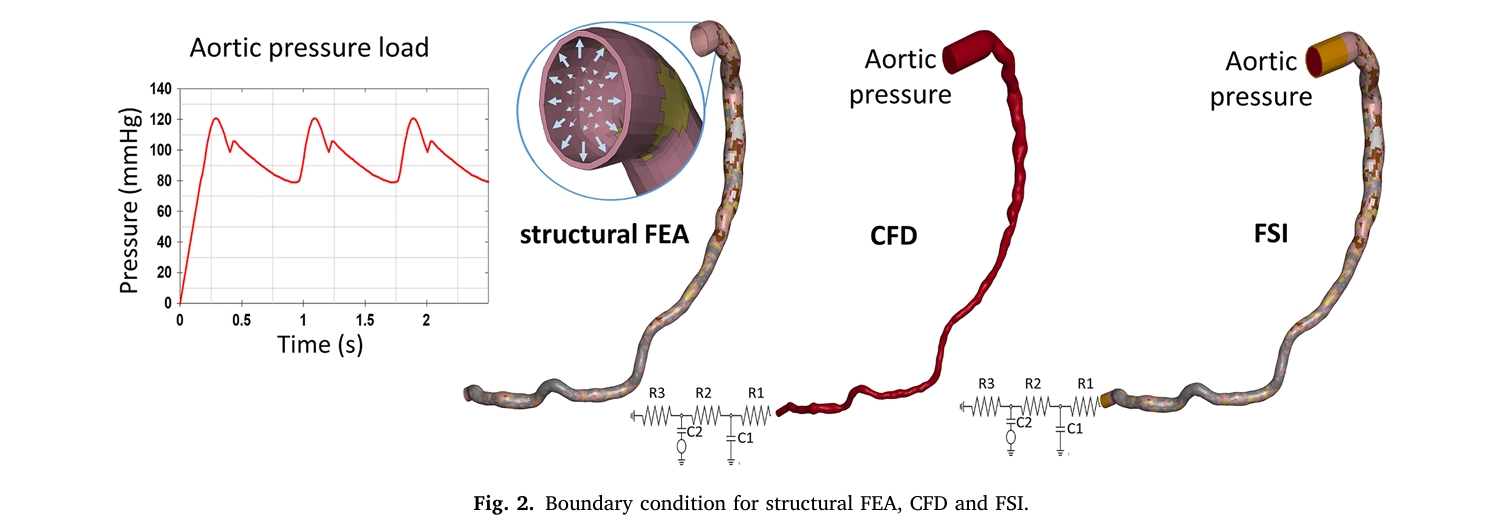 Aortic pressure load
Pressure (mmHg)
140
120
100
80
60
40
20
0
0 0.5 1 1.5 2
Time (s)
structural FEA
Aortic
pressure
CFD
R3 R2 R1
C2 C1
Aortic
pressure
FSI
R3 R2 R1
C2 C1
Fig. 2. Boundary condition for structural FEA, CFD and FSI.